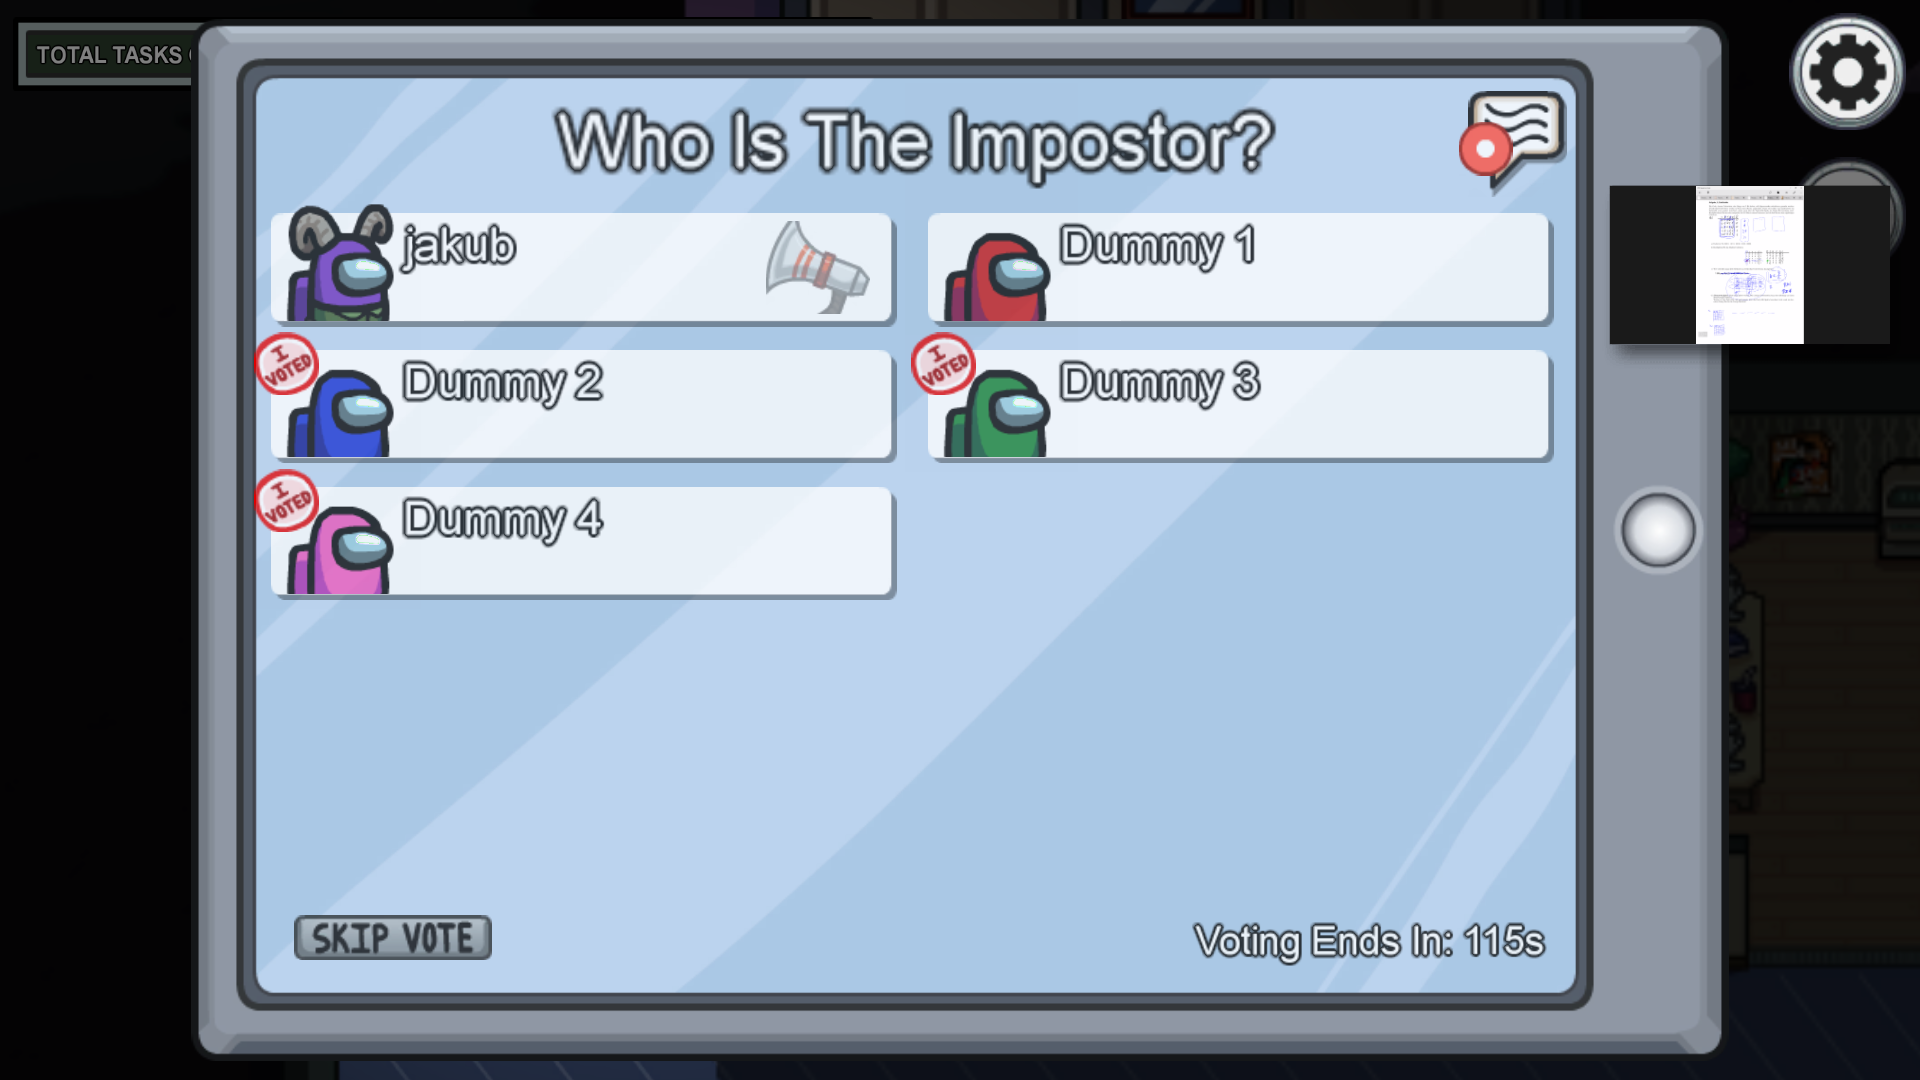 TOTAL TASKS
Who Is The Impostor?
jakub
Dummy 1
I VOTED
Dummy 2
I VOTED
Dummy 3
I VOTED
Dummy 4
SKIP VOTE
Voting Ends In: 115s